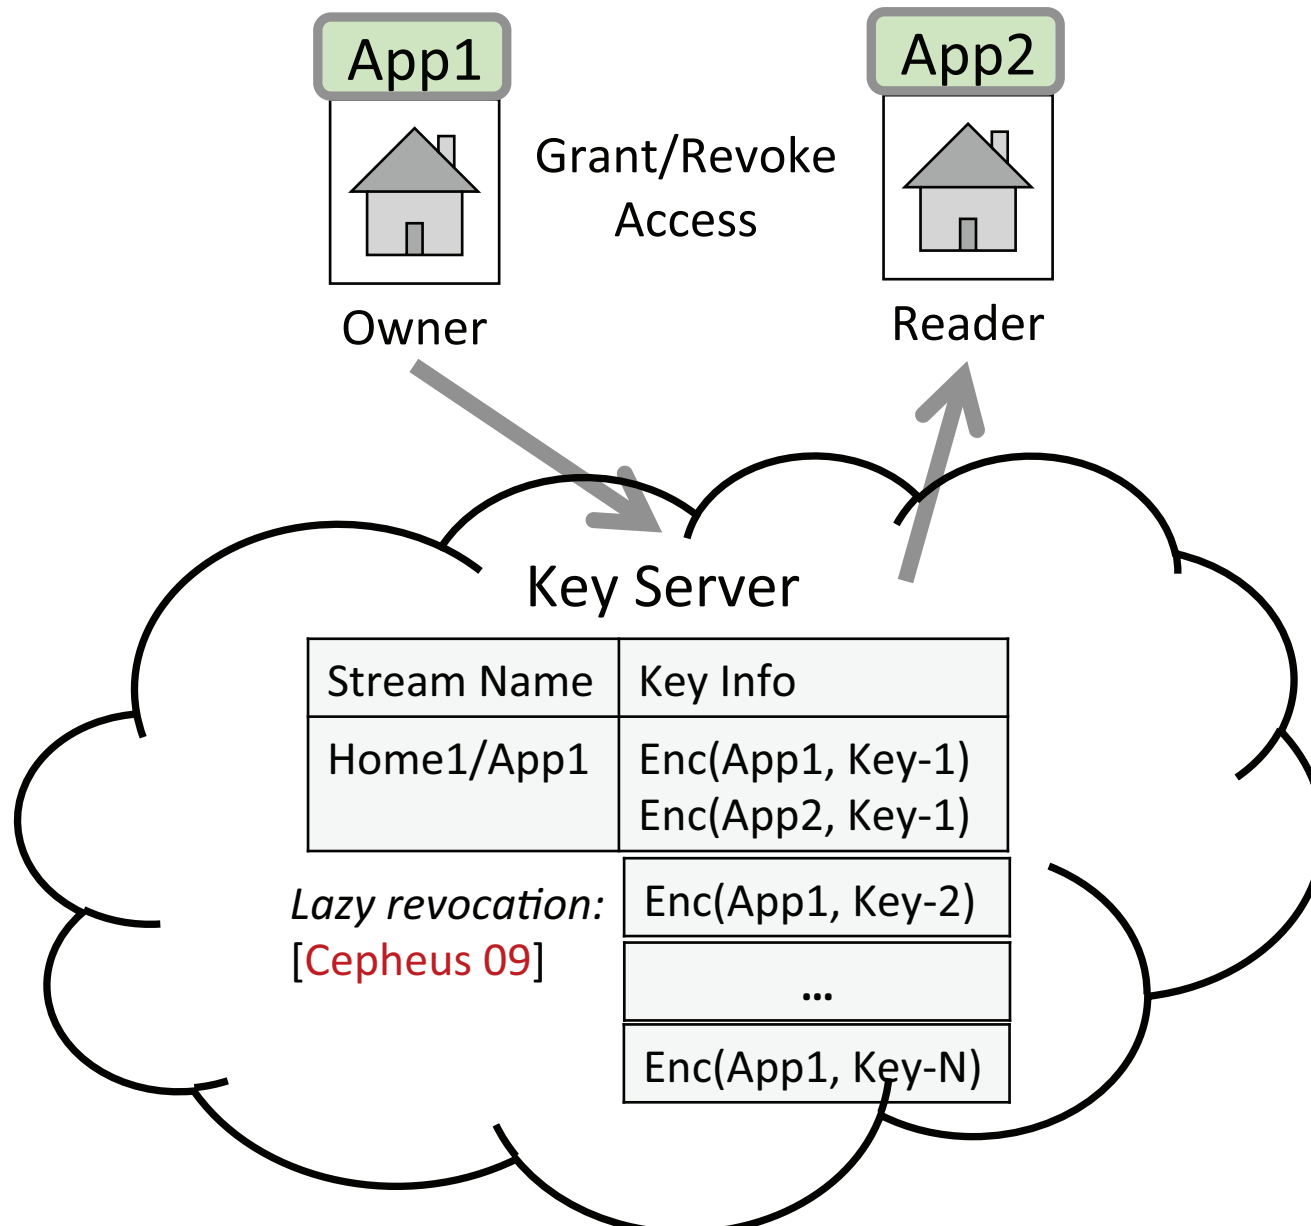 App1
App2
Grant/Revoke
Access
Owner
Reader
Key Server
Stream Name
Key Info
Home1/App1
Enc(App1, Key-1)
Enc(App2, Key-1)
Lazy revocation:
[Cepheus 09]
Enc(App1, Key-2)
...
Enc(App1, Key-N)